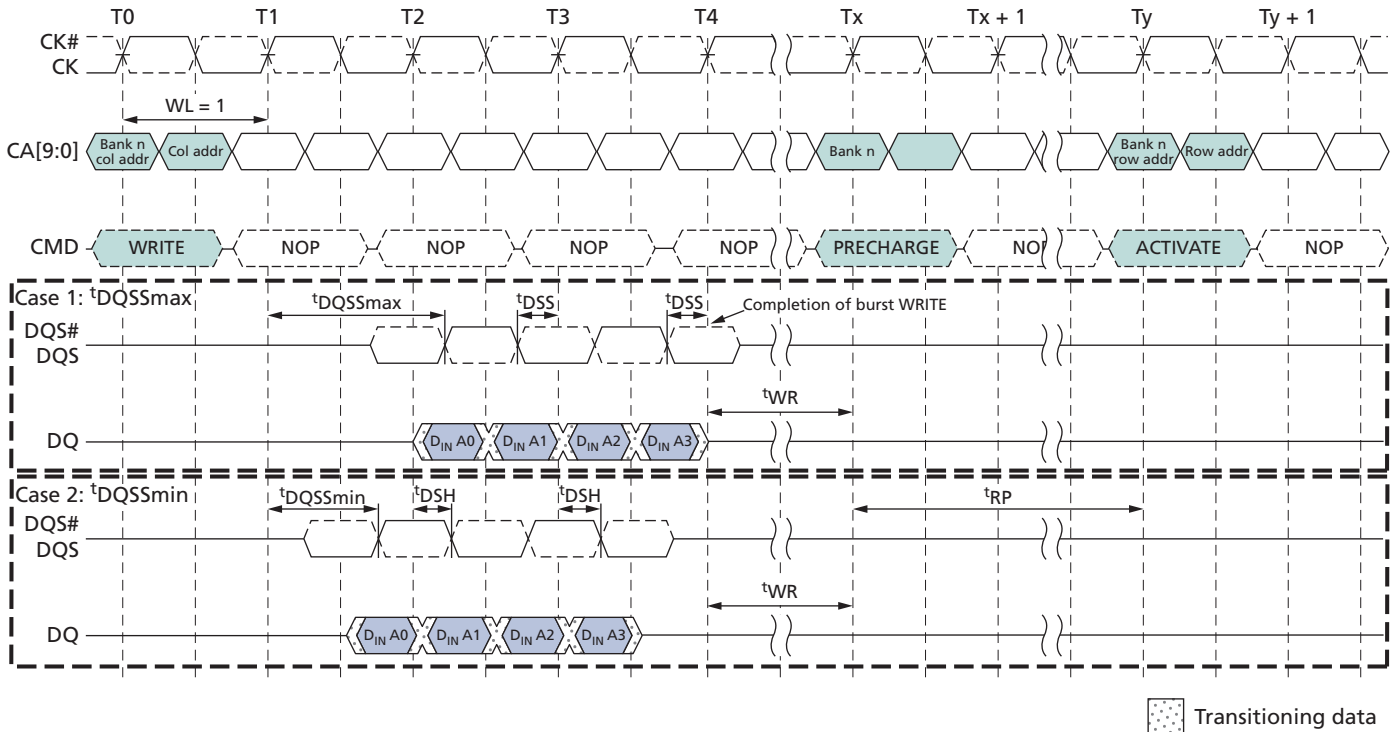 T0 T1 T2 T3 T4 Tx Tx + 1 Ty Ty + 1
CK#
CK
WL = 1
CA[9:0] Bank n col addr Col addr Bank n Bank n row addr Row addr
CMD WRITE NOP NOP NOP NOP PRECHARGE NOP ACTIVATE NOP
Case 1: tDQSSmax
tDQSSmax tDSS tDSS Completion of burst WRITE
DQS#
DQS
tWR
DQ DIN A0 DIN A1 DIN A2 DIN A3
Case 2: tDQSSmin
tDQSSmin tDSH tDSH tRP
DQS#
DQS
tWR
DQ DIN A0 DIN A1 DIN A2 DIN A3
Transitioning data